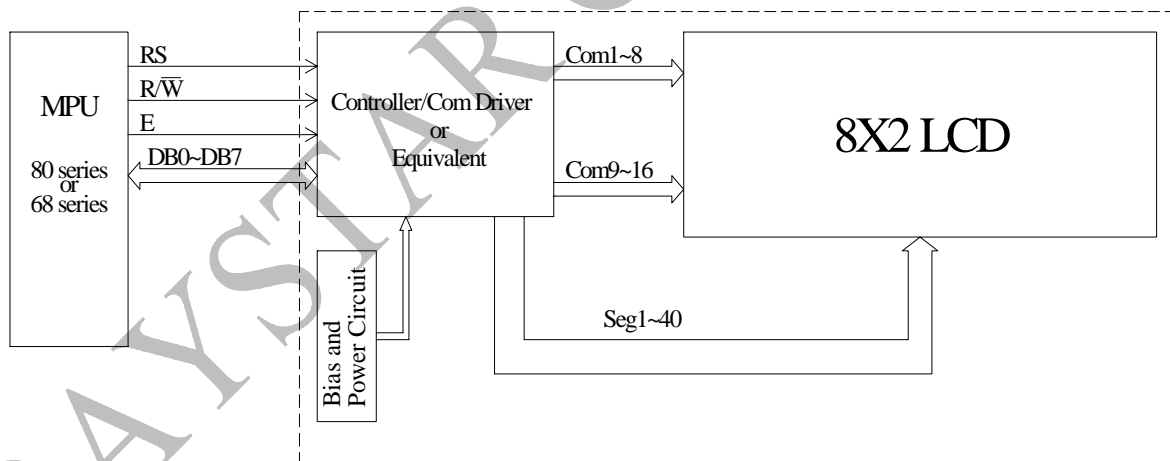 RS
R/W̅
E
DB0~DB7
MPU
80 series
or
68 series
Controller/Com Driver
or
Equivalent
Com1~8
Com9~16
8X2 LCD
Bias and
Power Circuit
Seg1~40
AYSTAR